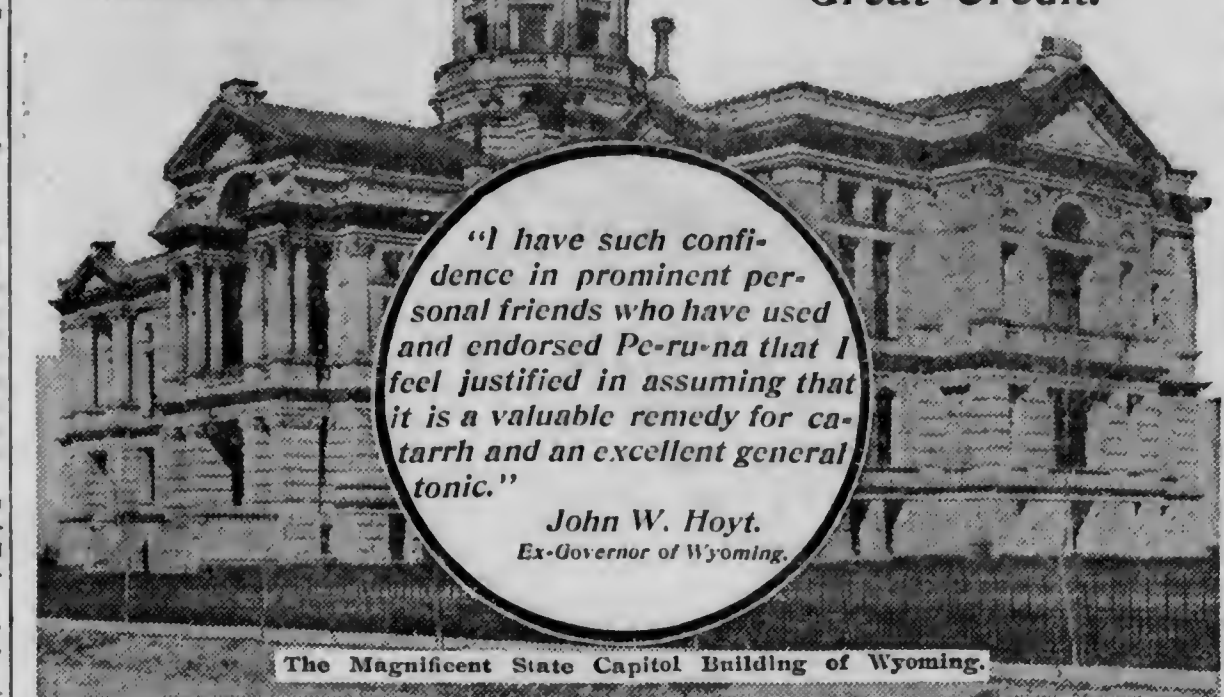 Great Credit.
"I have such confi-
dence in prominent per-
sonal friends who have used
and endorsed Pe-ru-na that I
feel justified in assuming that
it is a valuable remedy for ca-
tarrh and an excellent general
tonic."
John W. Hoyt.
Ex-Governor of Wyoming.
The Magnificent State Capitol Building of Wyoming.